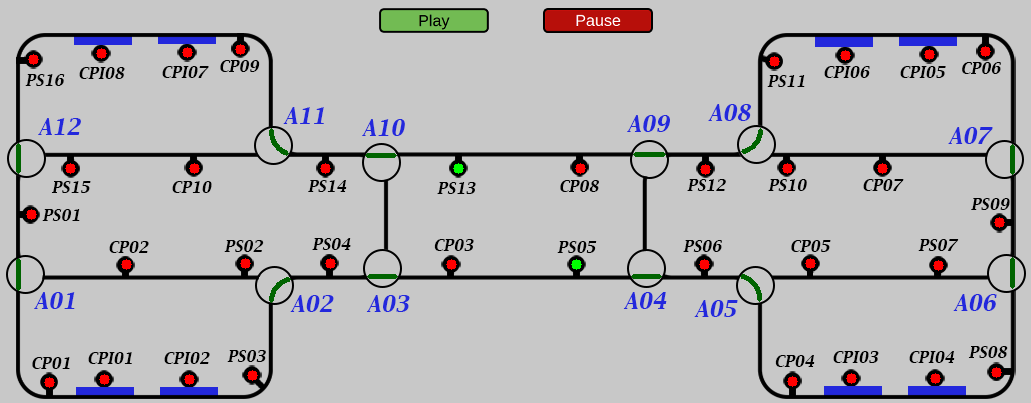 Play Pause
PS16 CPI08 CPI07 CP09 PS11 CPI06 CPI05 CP06
A12 A11 A10 A09 A08 A07
PS15 CP10 PS14 PS13 CP08 PS12 PS10 CP07
PS01 PS09
CP02 PS02 PS04 CP03 PS05 PS06 CP05 PS07
A01 A02 A03 A04 A05 A06
CP01 CPI01 CPI02 PS03 CP04 CPI03 CPI04 PS08